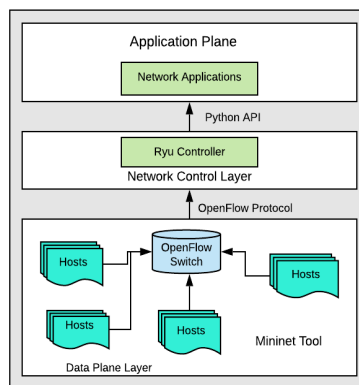 Application Plane
Network Applications
Python API
Ryu Controller
Network Control Layer
OpenFlow Protocol
OpenFlow
Switch
Hosts
Hosts
Hosts
Hosts
Mininet Tool
Data Plane Layer